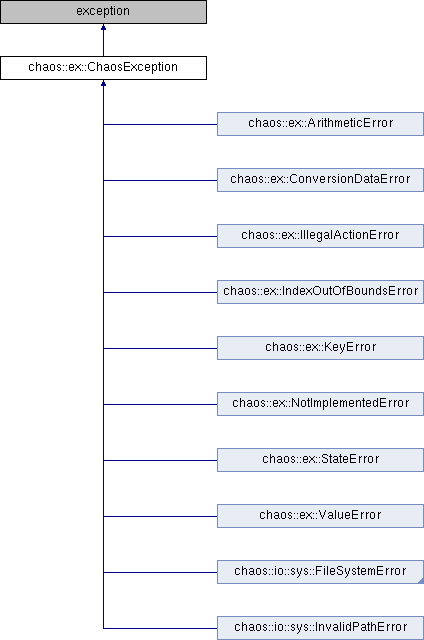 exception
chaos::ex::ChaosException
chaos::ex::ArithmeticError
chaos::ex::ConversionDataError
chaos::ex::IllegalActionError
chaos::ex::IndexOutOfBoundsError
chaos::ex::KeyError
chaos::ex::NotImplementedError
chaos::ex::StateError
chaos::ex::ValueError
chaos::io::sys::FileSystemError
chaos::io::sys::InvalidPathError